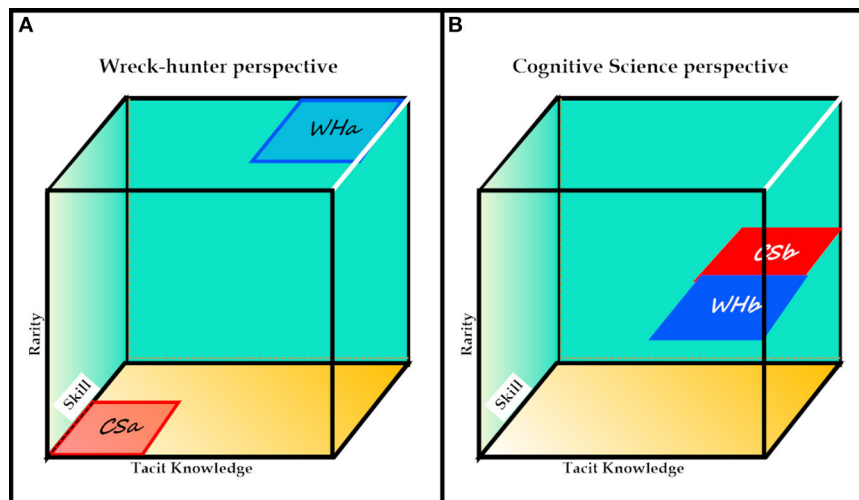 A
Wreck-hunter perspective
WHa
Rarity
Skill
CSa
Tacit Knowledge
B
Cognitive Science perspective
CSb
WHb
Rarity
Skill
Tacit Knowledge